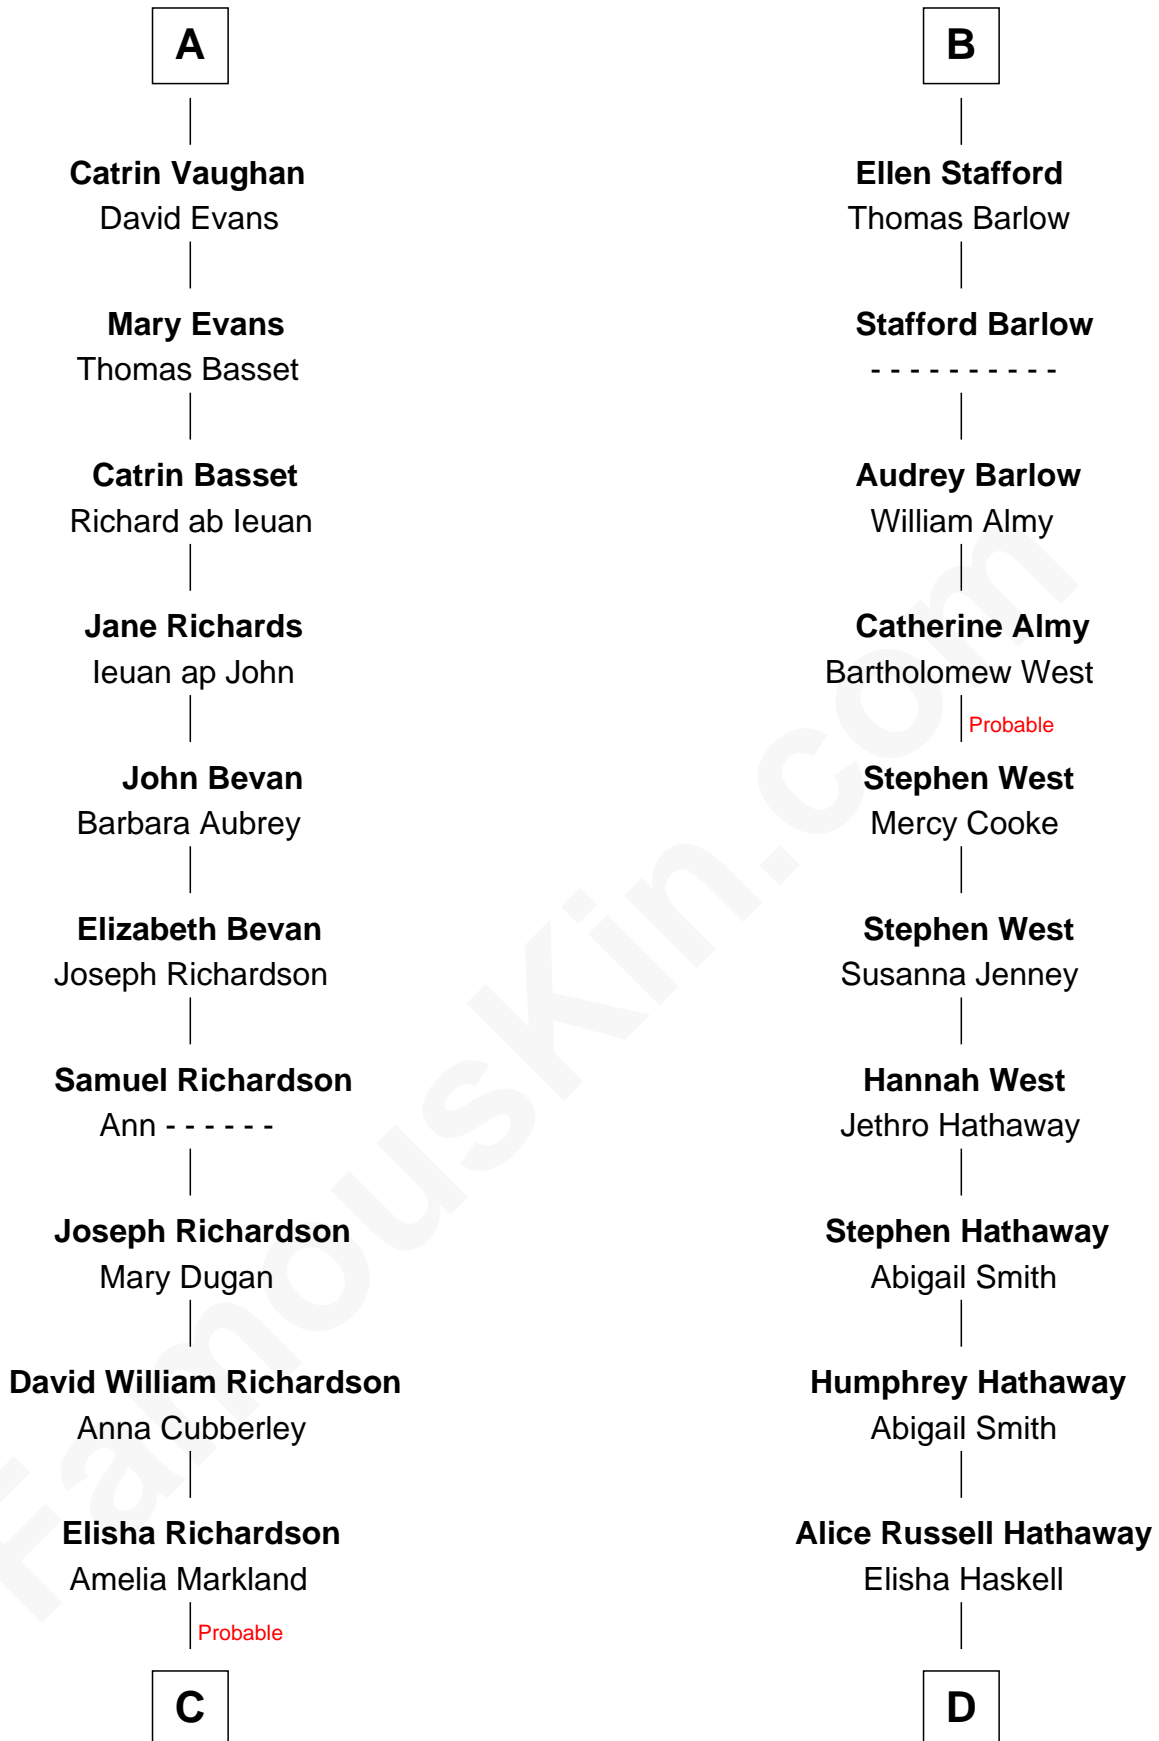 A
Catrin Vaughan
David Evans
Mary Evans
Thomas Basset
Catrin Basset
Richard ab Ieuan
Jane Richards
Ieuan ap John
John Bevan
Barbara Aubrey
Elizabeth Bevan
Joseph Richardson
Samuel Richardson
Ann - - - - - -
Joseph Richardson
Mary Dugan
David William Richardson
Anna Cubberley
Elisha Richardson
Amelia Markland
Probable
C
B
Ellen Stafford
Thomas Barlow
Stafford Barlow
- - - - - - - - - -
Audrey Barlow
William Almy
Catherine Almy
Bartholomew West
Probable
Stephen West
Mercy Cooke
Stephen West
Susanna Jenney
Hannah West
Jethro Hathaway
Stephen Hathaway
Abigail Smith
Humphrey Hathaway
Abigail Smith
Alice Russell Hathaway
Elisha Haskell
D
FamousKin.com